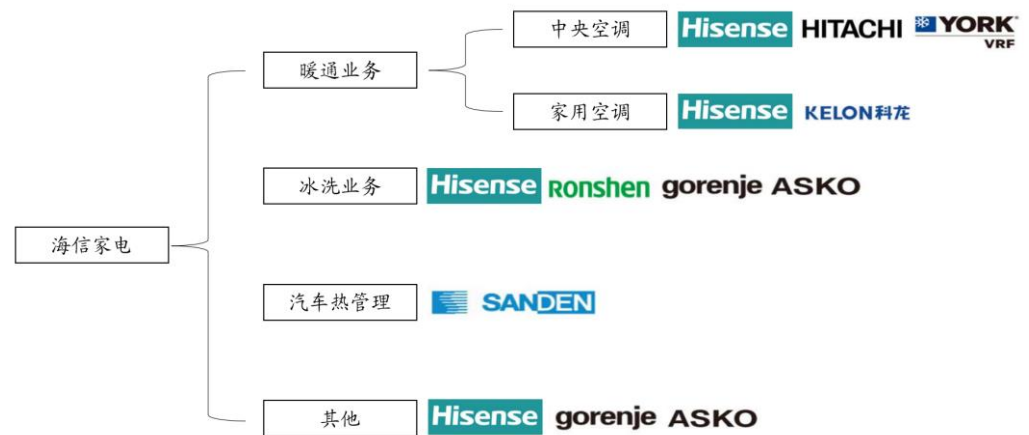 中央空调 Hisense HITACHI YORK
VRF
暖通业务
家用空调 Hisense KELON科龙
冰洗业务 Hisense Ronshen gorenje ASKO
海信家电
汽车热管理 SANDEN
其他 Hisense gorenje ASKO